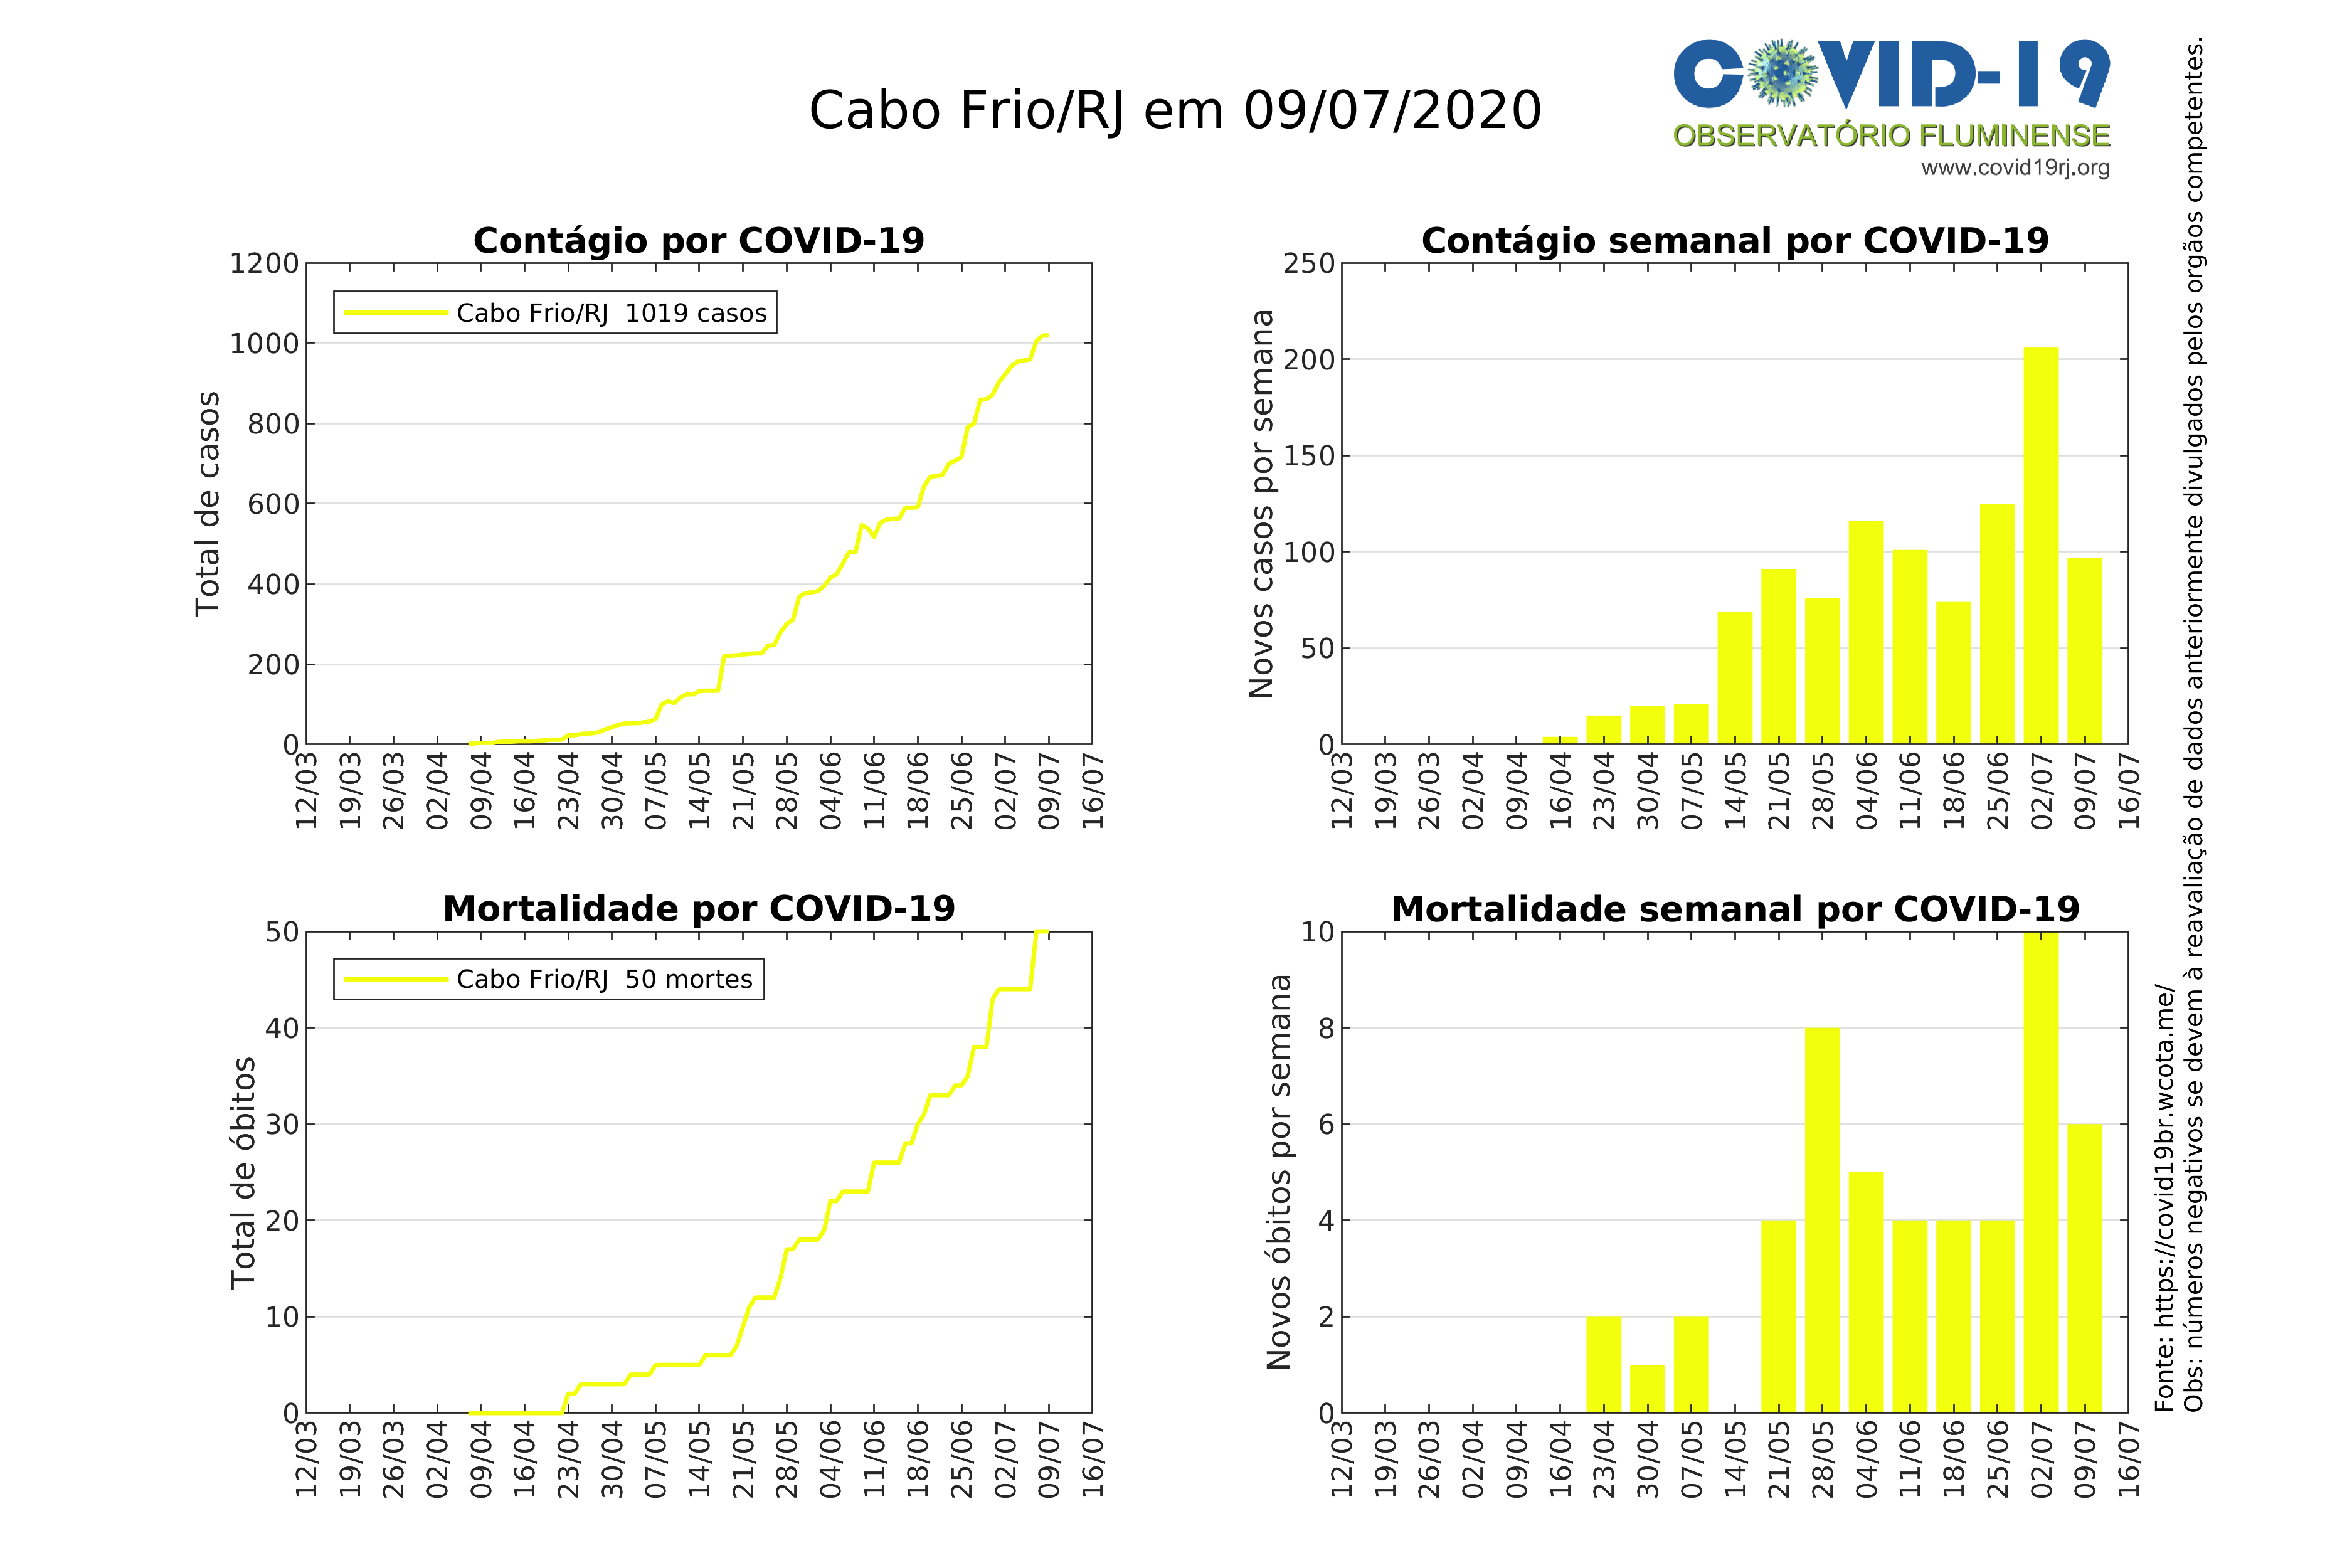 Cabo Frio/RJ em 09/07/2020
COVID-19
OBSERVATÓRIO FLUMINENSE
www.covid19rj.org
Contágio por COVID-19
Total de casos
1200
1000
800
600
400
200
0
Cabo Frio/RJ 1019 casos
12/03 19/03 26/03 02/04 09/04 16/04 23/04 30/04 07/05 14/05 21/05 28/05 04/06 11/06 18/06 25/06 02/07 09/07 16/07
Contágio semanal por COVID-19
Novos casos por semana
250
200
150
100
50
0
12/03 19/03 26/03 02/04 09/04 16/04 23/04 30/04 07/05 14/05 21/05 28/05 04/06 11/06 18/06 25/06 02/07 09/07 16/07
Mortalidade por COVID-19
Total de óbitos
50
40
30
20
10
0
Cabo Frio/RJ 50 mortes
12/03 19/03 26/03 02/04 09/04 16/04 23/04 30/04 07/05 14/05 21/05 28/05 04/06 11/06 18/06 25/06 02/07 09/07 16/07
Mortalidade semanal por COVID-19
Novos óbitos por semana
10
8
6
4
2
0
12/03 19/03 26/03 02/04 09/04 16/04 23/04 30/04 07/05 14/05 21/05 28/05 04/06 11/06 18/06 25/06 02/07 09/07 16/07
Fonte: https://covid19br.wcota.me/
Obs: números negativos se devem à reavaliação de dados anteriormente divulgados pelos orgãos competentes.